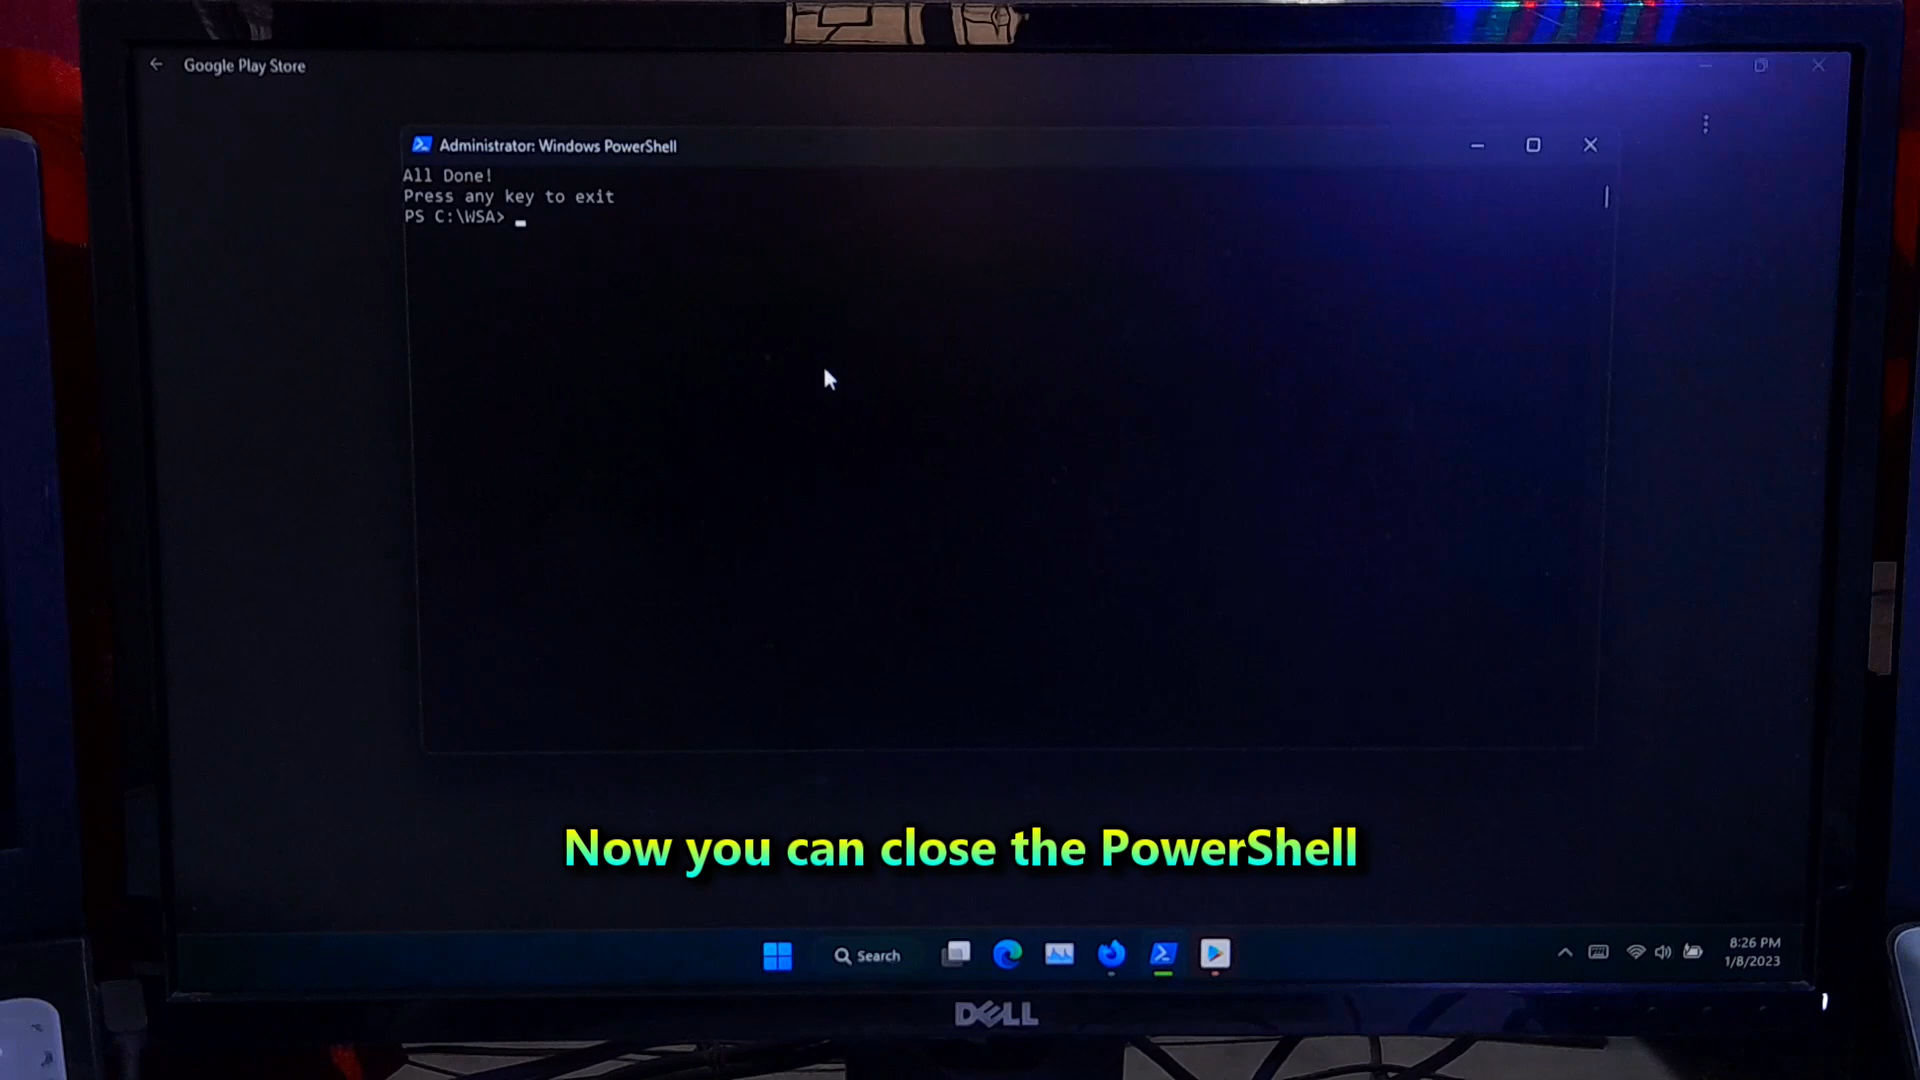 Google Play Store
Administrator: Windows PowerShell
All Done!
Press any key to exit
PS C:\WSA>
Now you can close the PowerShell
Search
8:26 PM
1/8/2023
DELL